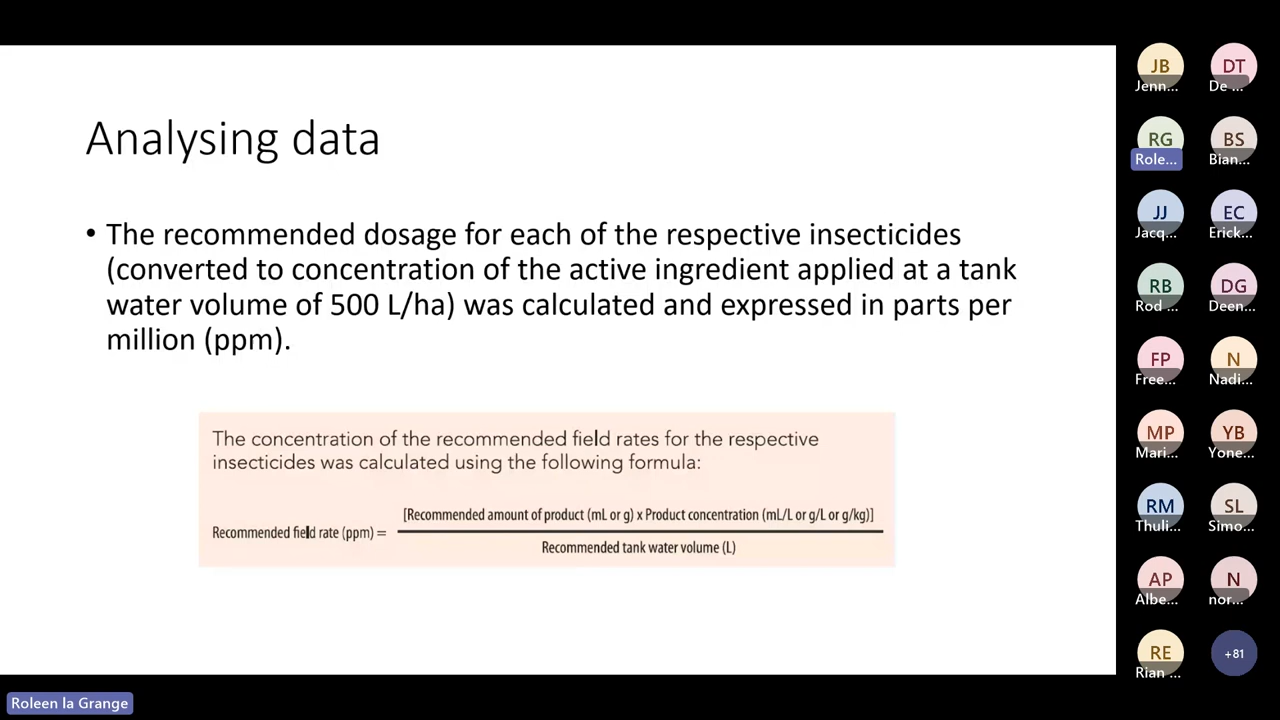 Analysing data
• The recommended dosage for each of the respective insecticides
(converted to concentration of the active ingredient applied at a tank
water volume of 500 L/ha) was calculated and expressed in parts per
million (ppm).
The concentration of the recommended field rates for the respective
insecticides was calculated using the following formula:
Recommended field rate (ppm) =
[Recommended amount of product (mL or g) x Product concentration (mL/L or g/L or g/kg)]
Recommended tank water volume (L)
JB DT
Jenn... De ...
RG BS
Role... Bian...
JJ EC
Jacq... Erick...
RB DG
Rod ... Deen...
FP N
Free... Nadi...
MP YB
Mari... Yone...
RM SL
Thuli... Simo...
AP N
Albe... nor...
RE +81
Rian ...
Roleen la Grange